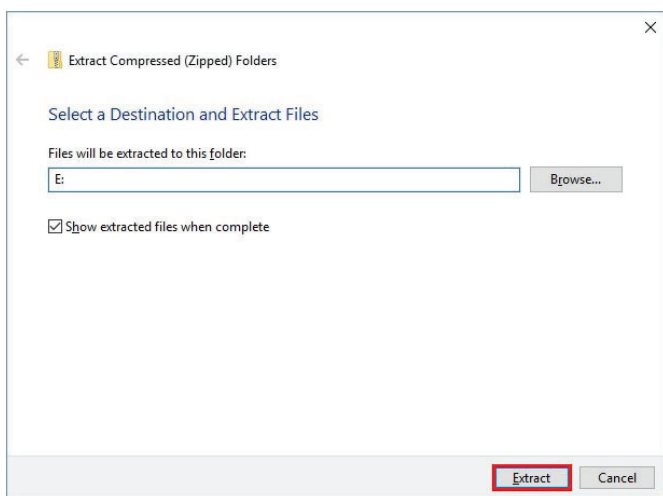 Extract Compressed (Zipped) Folders
Select a Destination and Extract Files
Files will be extracted to this folder:
E:
Browse...
Show extracted files when complete
Extract Cancel